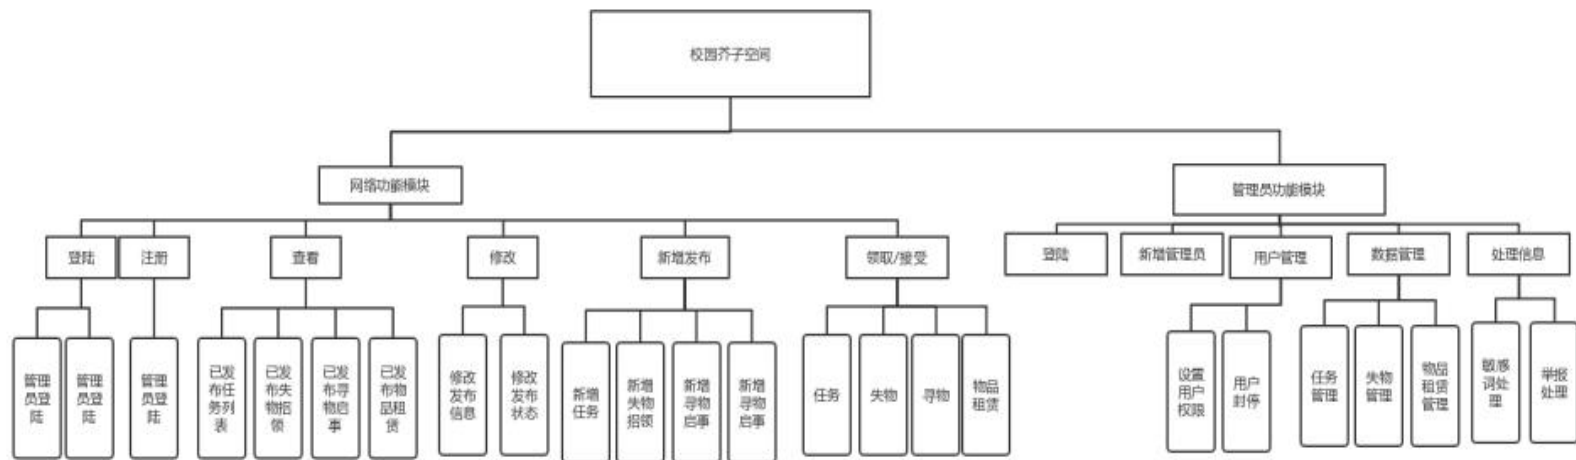 校园芥子空间
网络功能模块
管理员功能模块
登陆
注册
查看
修改
新增发布
领取/接受
登陆
新增管理员
用户管理
数据管理
处理信息
管理
员登
陆
管理
员登
陆
管理
员登
陆
已发
布任
务列
表
已发
布失
物招
领
已发
布寻
物启
事
已发
布物
品租
赁
修改
发布
信息
修改
发布
状态
新增
任务
新增
失物
招领
新增
寻物
启事
新增
寻物
启事
任务
失物
寻物
物品
租赁
设置
用户
权限
用户
封停
任务
管理
失物
管理
物品
租赁
管理
敏感
词处
理
举报
处理